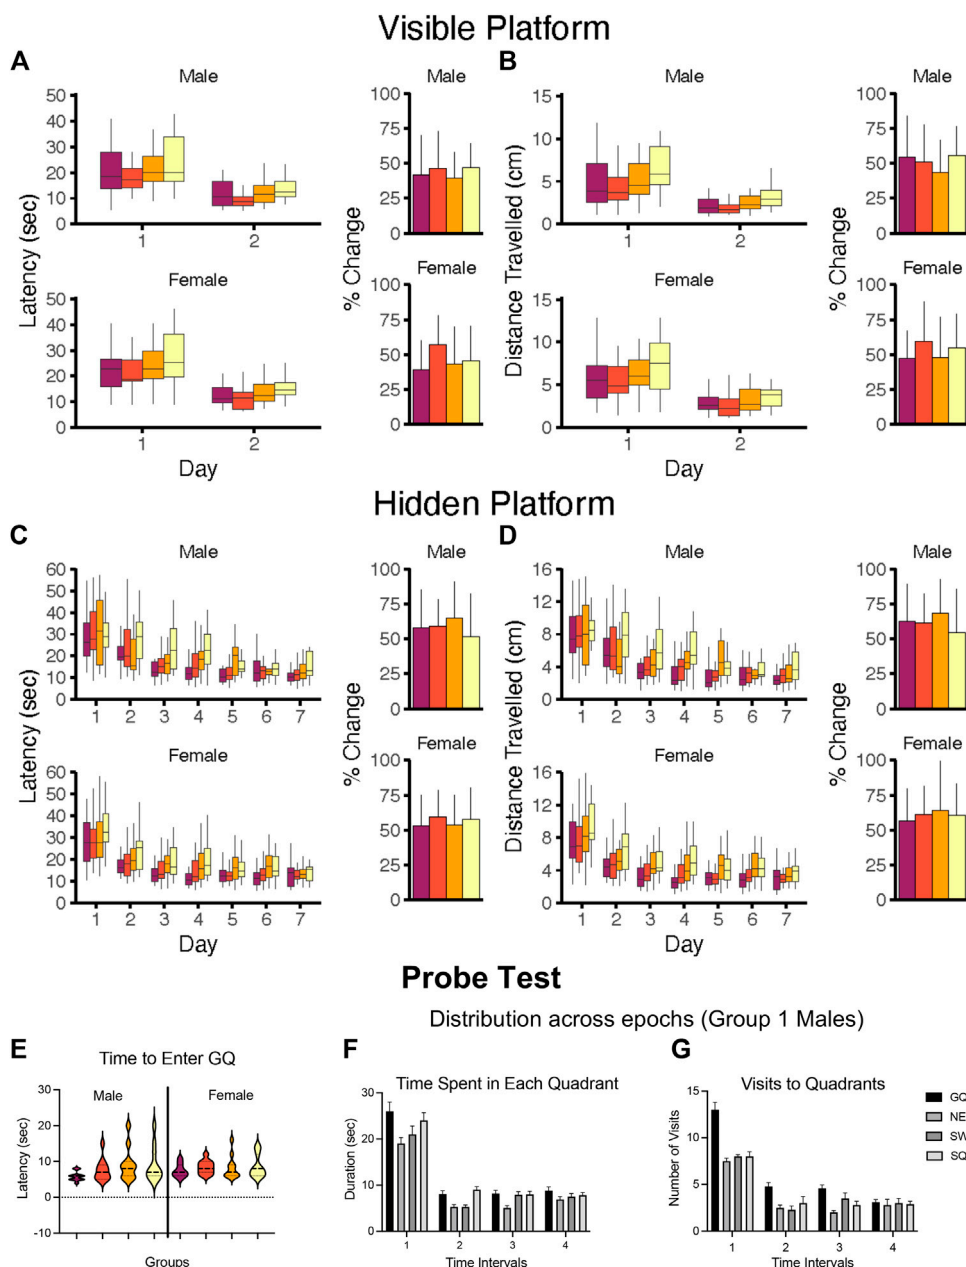 Visible Platform
A
Male
Latency (sec)
50
40
30
20
10
0
1
2
Female
50
40
30
20
10
0
1
2
Day
% Change
Male
100
75
50
25
0
Female
100
75
50
25
0
B
Male
Distance Travelled (cm)
15
10
5
0
1
2
Female
15
10
5
0
1
2
Day
% Change
Male
100
75
50
25
0
Female
100
75
50
25
0
Hidden Platform
C
Male
Latency (sec)
60
50
40
30
20
10
0
1 2 3 4 5 6 7
Female
60
50
40
30
20
10
0
1 2 3 4 5 6 7
Day
% Change
Male
100
75
50
25
0
Female
100
75
50
25
0
D
Male
Distance Travelled (cm)
16
12
8
4
0
1 2 3 4 5 6 7
Female
16
12
8
4
0
1 2 3 4 5 6 7
Day
% Change
Male
100
75
50
25
0
Female
100
75
50
25
0
Probe Test
Distribution across epochs (Group 1 Males)
E
Time to Enter GQ
Male
Female
Latency (sec)
30
20
10
0
-10
Groups
F
Time Spent in Each Quadrant
Duration (sec)
30
20
10
0
1 2 3 4
Time Intervals
G
Visits to Quadrants
Number of Visits
15
10
5
0
1 2 3 4
Time Intervals
GQ
NE
SW
SQ